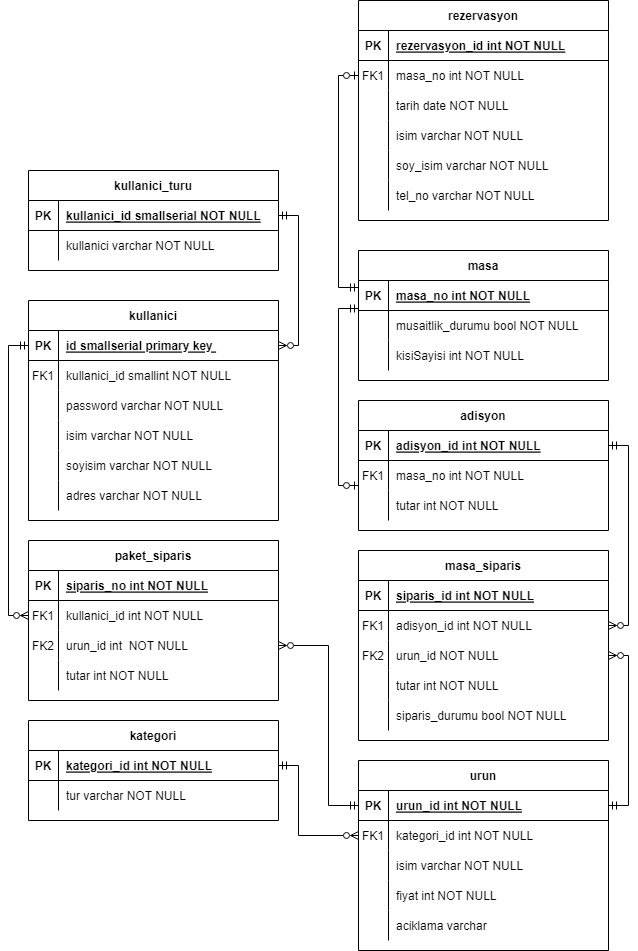 rezervasyon
PK rezervasyon_id int NOT NULL
FK1 masa_no int NOT NULL
tarih date NOT NULL
isim varchar NOT NULL
soy_isim varchar NOT NULL
tel_no varchar NOT NULL
kullanici_turu
PK kullanici_id smallserial NOT NULL
kullanici varchar NOT NULL
masa
PK masa_no int NOT NULL
musaitlik_durumu bool NOT NULL
kisiSayisi int NOT NULL
kullanici
PK id smallserial primary key
FK1 kullanici_id smallint NOT NULL
password varchar NOT NULL
isim varchar NOT NULL
soyisim varchar NOT NULL
adres varchar NOT NULL
adisyon
PK adisyon_id int NOT NULL
FK1 masa_no int NOT NULL
tutar int NOT NULL
paket_siparis
PK siparis_no int NOT NULL
FK1 kullanici_id int NOT NULL
FK2 urun_id int NOT NULL
tutar int NOT NULL
masa_siparis
PK siparis_id int NOT NULL
FK1 adisyon_id int NOT NULL
FK2 urun_id NOT NULL
tutar int NOT NULL
siparis_durumu bool NOT NULL
kategori
PK kategori_id int NOT NULL
tur varchar NOT NULL
urun
PK urun_id int NOT NULL
FK1 kategori_id int NOT NULL
isim varchar NOT NULL
fiyat int NOT NULL
aciklama varchar